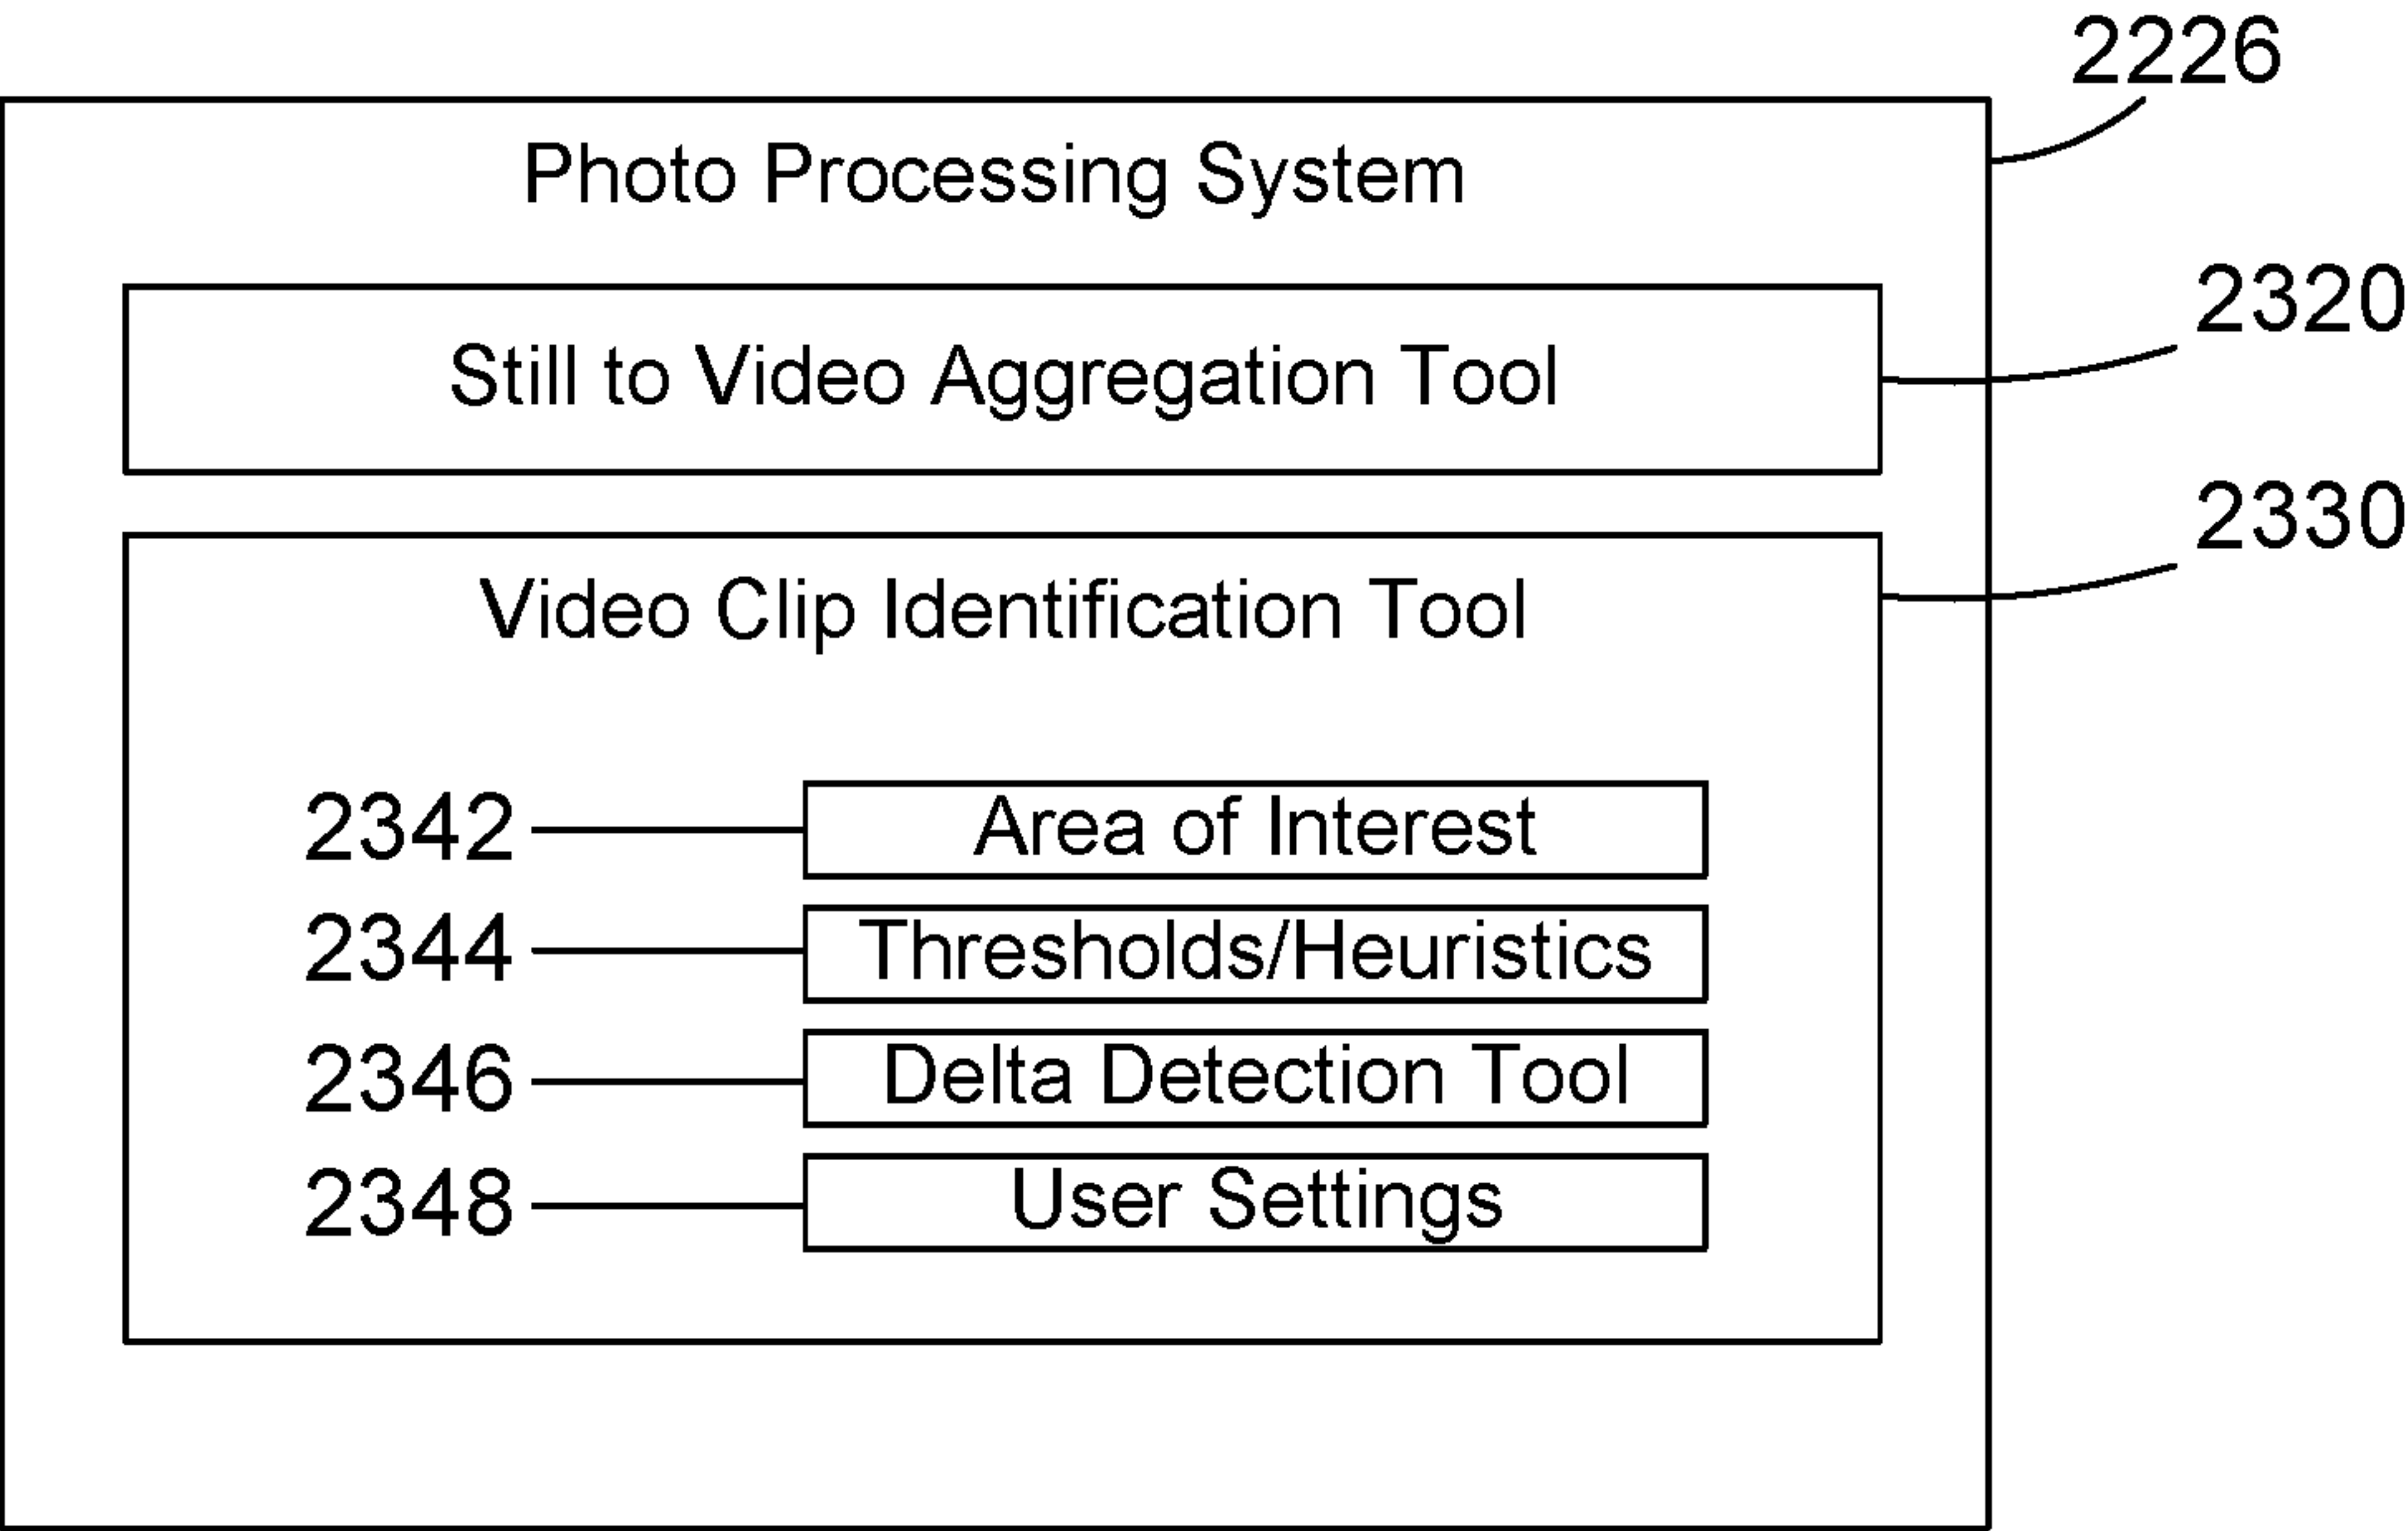 2226
Photo Processing System
2320
Still to Video Aggregation Tool
2330
Video Clip Identification Tool
2342 Area of Interest
2344 Thresholds/Heuristics
2346 Delta Detection Tool
2348 User Settings